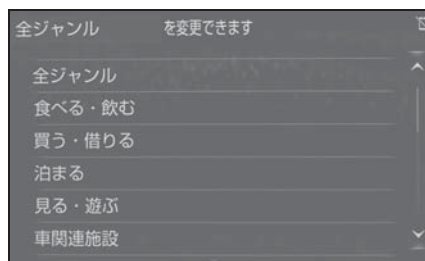 全ジャンル を変更できます
全ジャンル
食べる・飲む
買う・借りる
泊まる
見る・遊ぶ
車関連施設